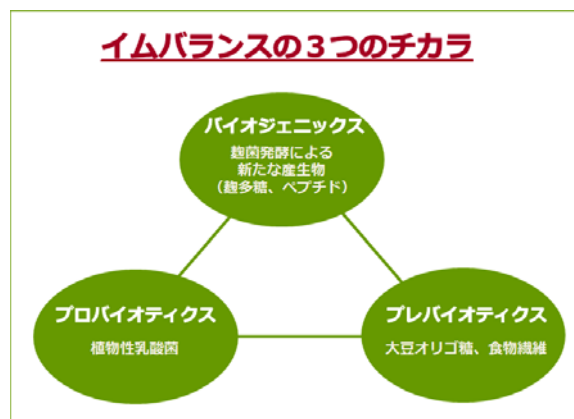 イムバランスの３つのチカラ
バイオジェニックス
麹菌発酵による
新たな産生物
（麹多糖、ペプチド）
プロバイオティクス
植物性乳酸菌
プレバイオティクス
大豆オリゴ糖、食物繊維